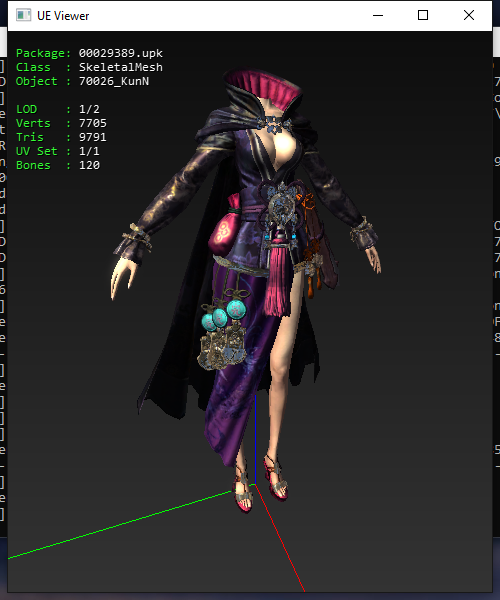 UE Viewer
Package: 00029389.upk
Class  : SkeletalMesh
Object : 70026_KunN
LOD    : 1/2
Verts  : 7705
Tris   : 9791
UV Set : 1/1
Bones  : 120